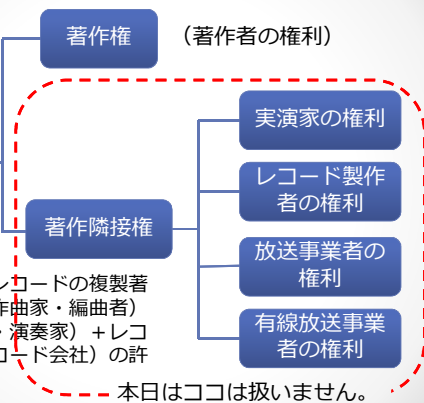 著作権
（著作者の権利）
実演家の権利
レコード製作
者の権利
著作隣接権
放送事業者の
権利
有線放送事業
者の権利
レコードの複製著
作曲家・編曲者）
・演奏家）＋レコ
コード会社）の許
本日はココは扱いません。